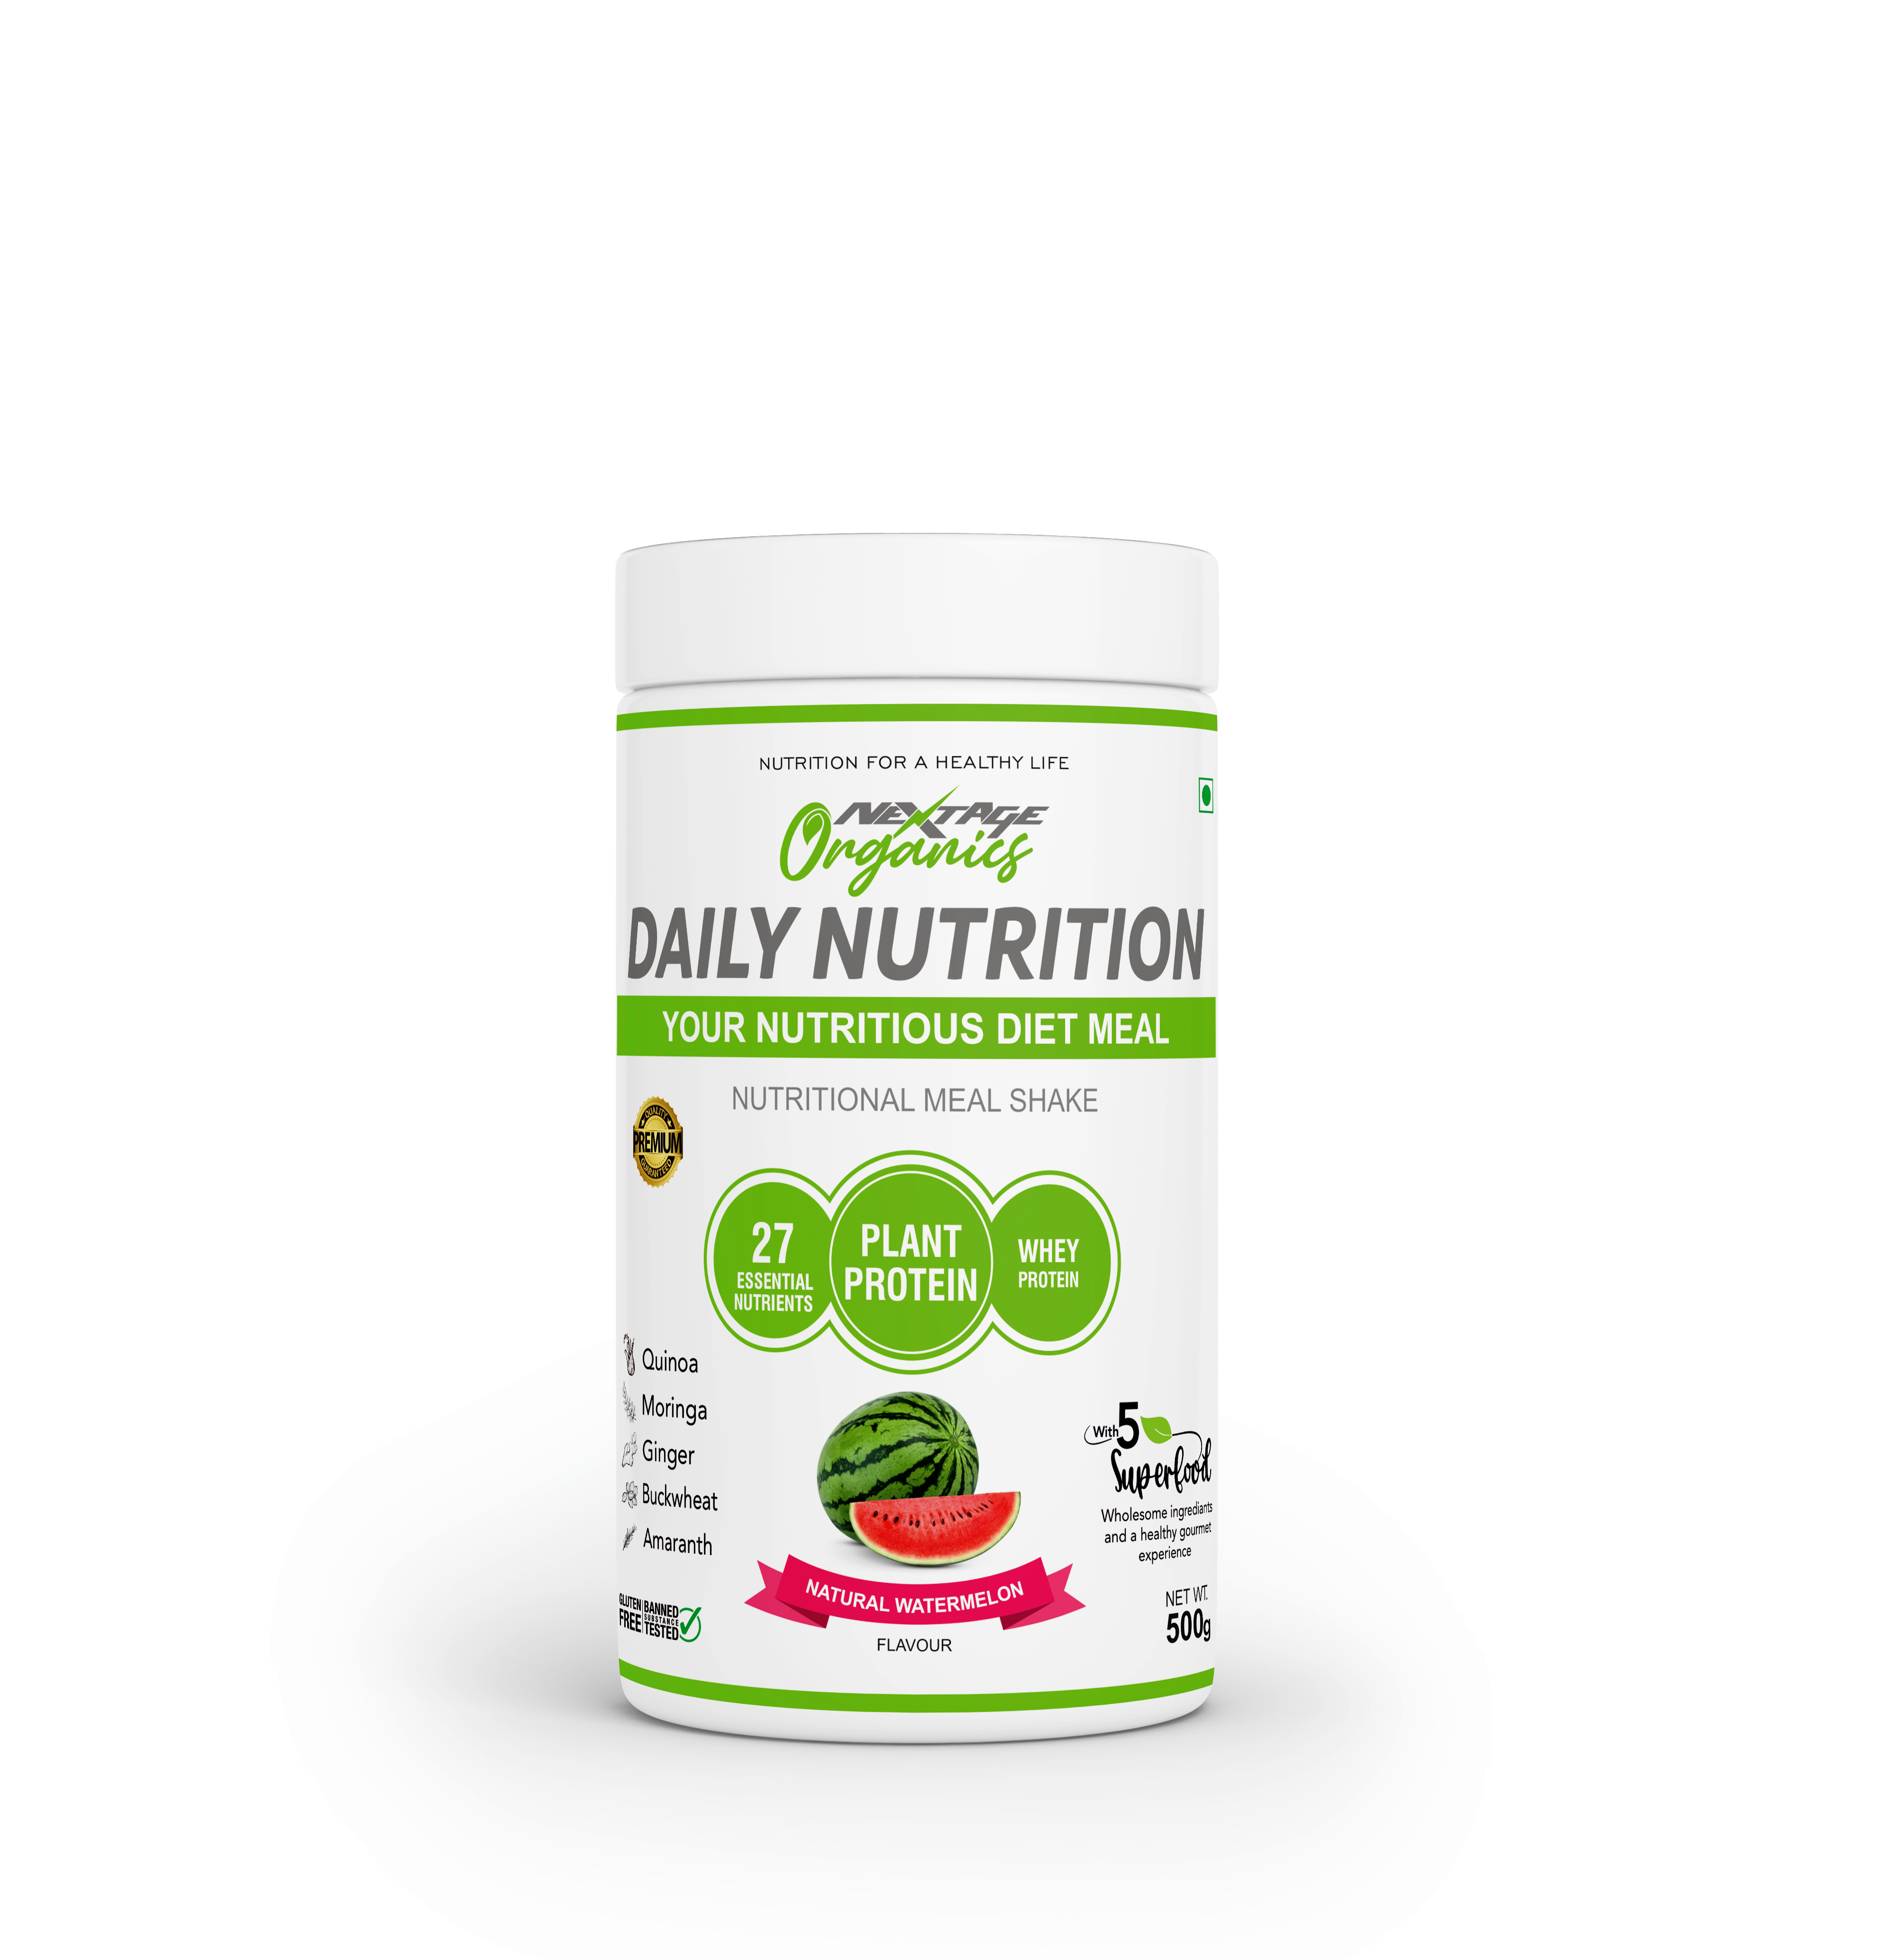 NUTRITION FOR A HEALTHY LIFE
NEXTAGE
Organics
DAILY NUTRITION
YOUR NUTRITIOUS DIET MEAL
NUTRITIONAL MEAL SHAKE
QUALITY
PREMIUM
GUARANTEED
27
ESSENTIAL
NUTRIENTS
PLANT
PROTEIN
WHEY
PROTEIN
Quinoa
Moringa
Ginger
Buckwheat
Amaranth
With 5
Superfood
Wholesome ingrediants
and a healthy gourmet
experience
GLUTEN
FREE
BANNED
SUBSTANCE
TESTED
NATURAL WATERMELON
FLAVOUR
NET WT.
500g